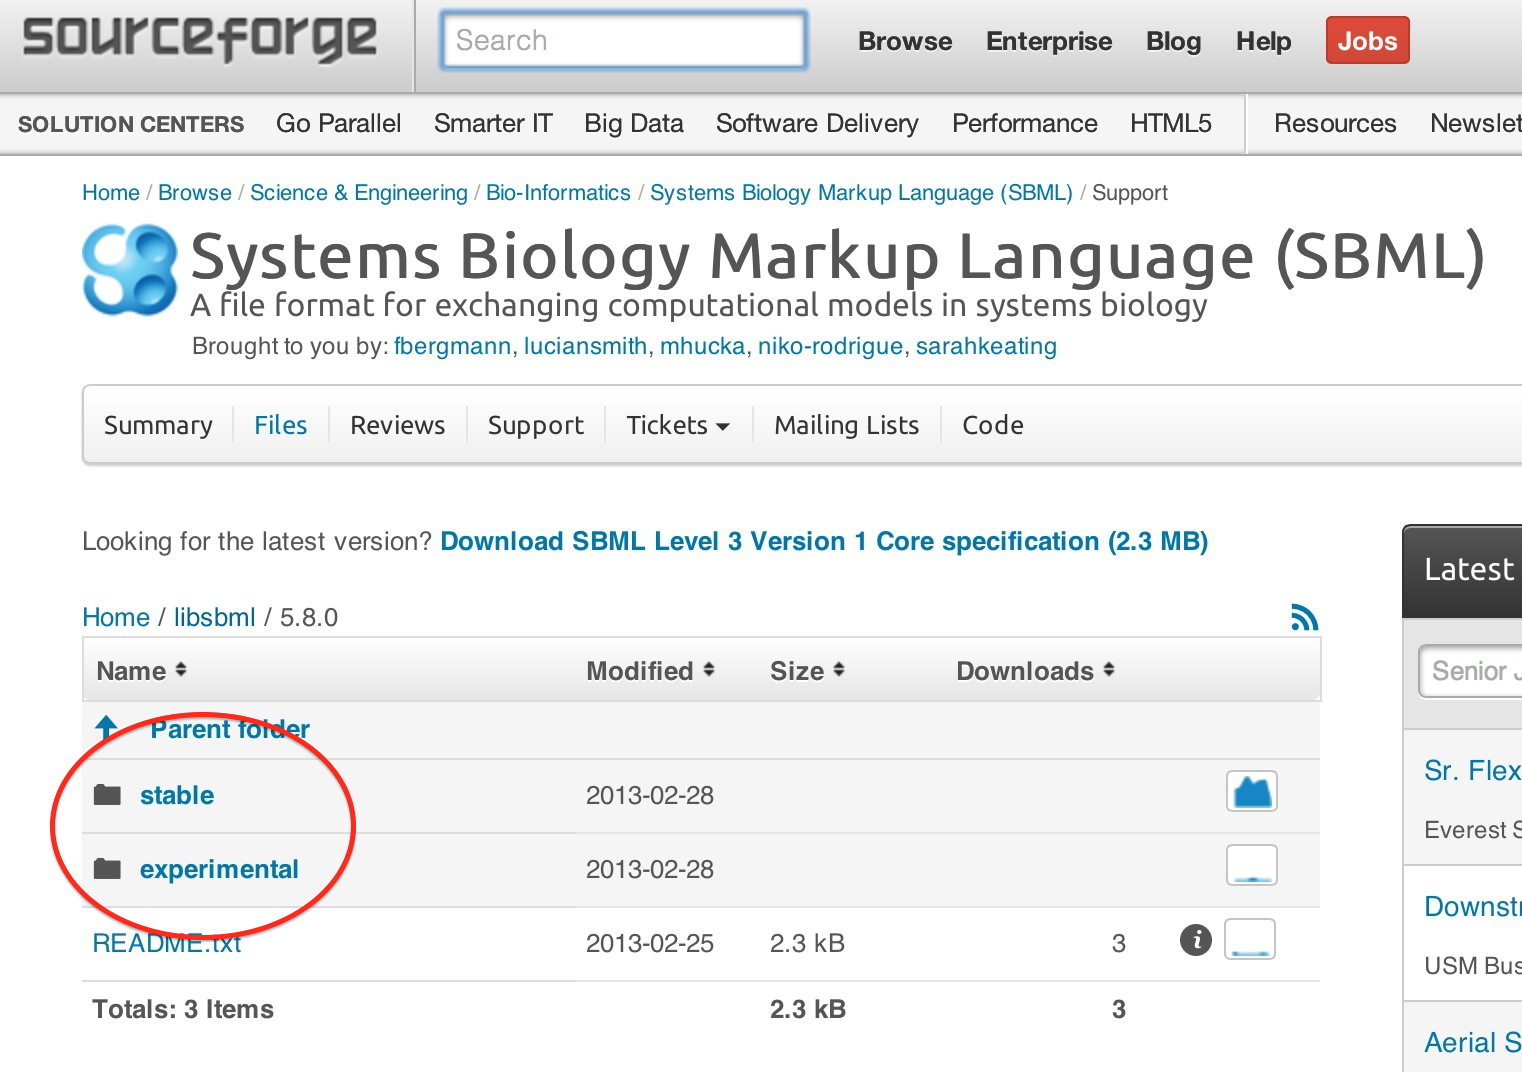 sourceforge
Search
Browse Enterprise Blog Help Jobs
SOLUTION CENTERS Go Parallel Smarter IT Big Data Software Delivery Performance HTML5 Resources
Home / Browse / Science & Engineering / Bio-Informatics / Systems Biology Markup Language (SBML) / Support
Systems Biology Markup Language (SBML)
A file format for exchanging computational models in systems biology
Brought to you by: fbergmann, luciansmith, mhucka, niko-rodrigue, sarahkeating
Summary Files Reviews Support Tickets Mailing Lists Code
Looking for the latest version? Download SBML Level 3 Version 1 Core specification (2.3 MB)
Latest
Home / libsbml / 5.8.0
Name Modified Size Downloads
Senior
Parent folder
stable 2013-02-28
Sr. Flex
Everest
experimental 2013-02-28
README.txt 2013-02-25 2.3 kB 3 i
USM
Totals: 3 Items 2.3 kB 3
Aerial